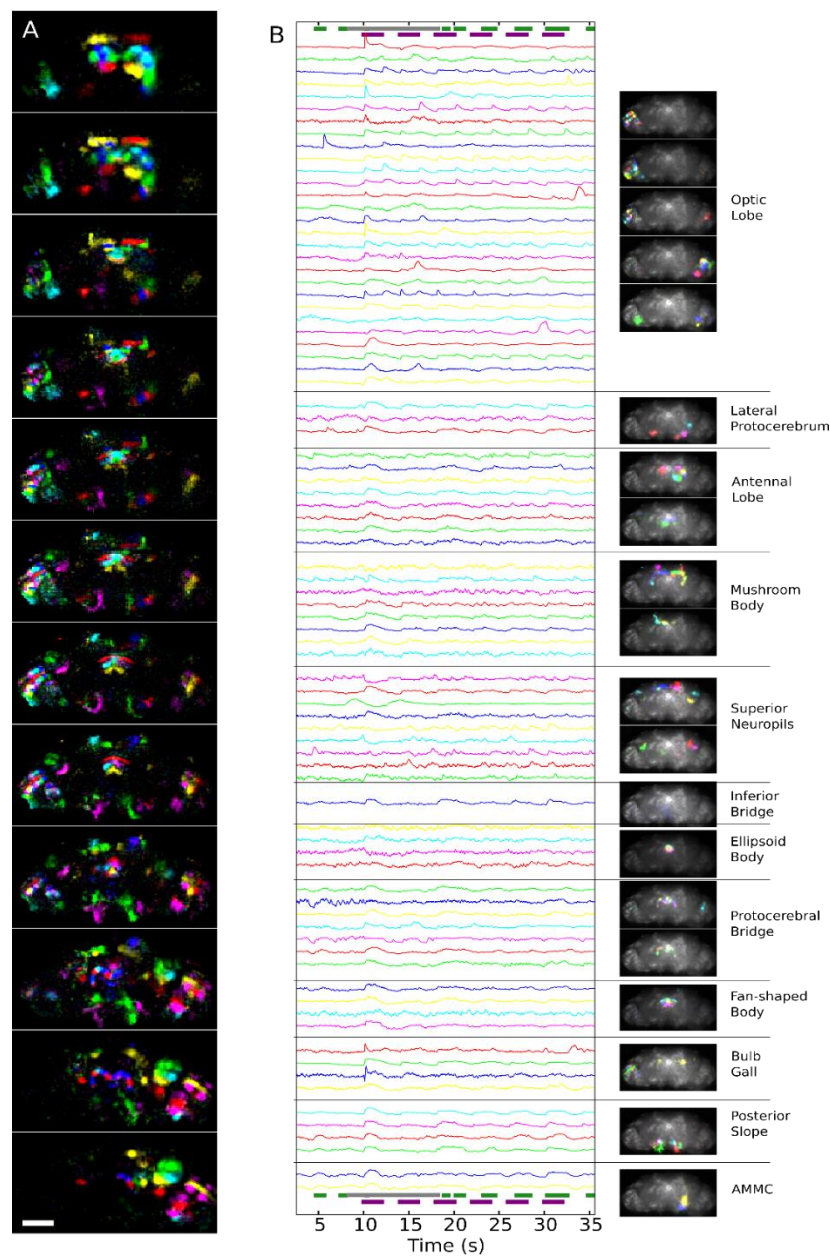 A
B
Optic
Lobe
Lateral
Protocerebrum
Antennal
Lobe
Mushroom
Body
Superior
Neuropils
Inferior
Bridge
Ellipsoid
Body
Protocerebral
Bridge
Fan-shaped
Body
Bulb
Gall
Posterior
Slope
AMMC
5 10 15 20 25 30 35
Time (s)